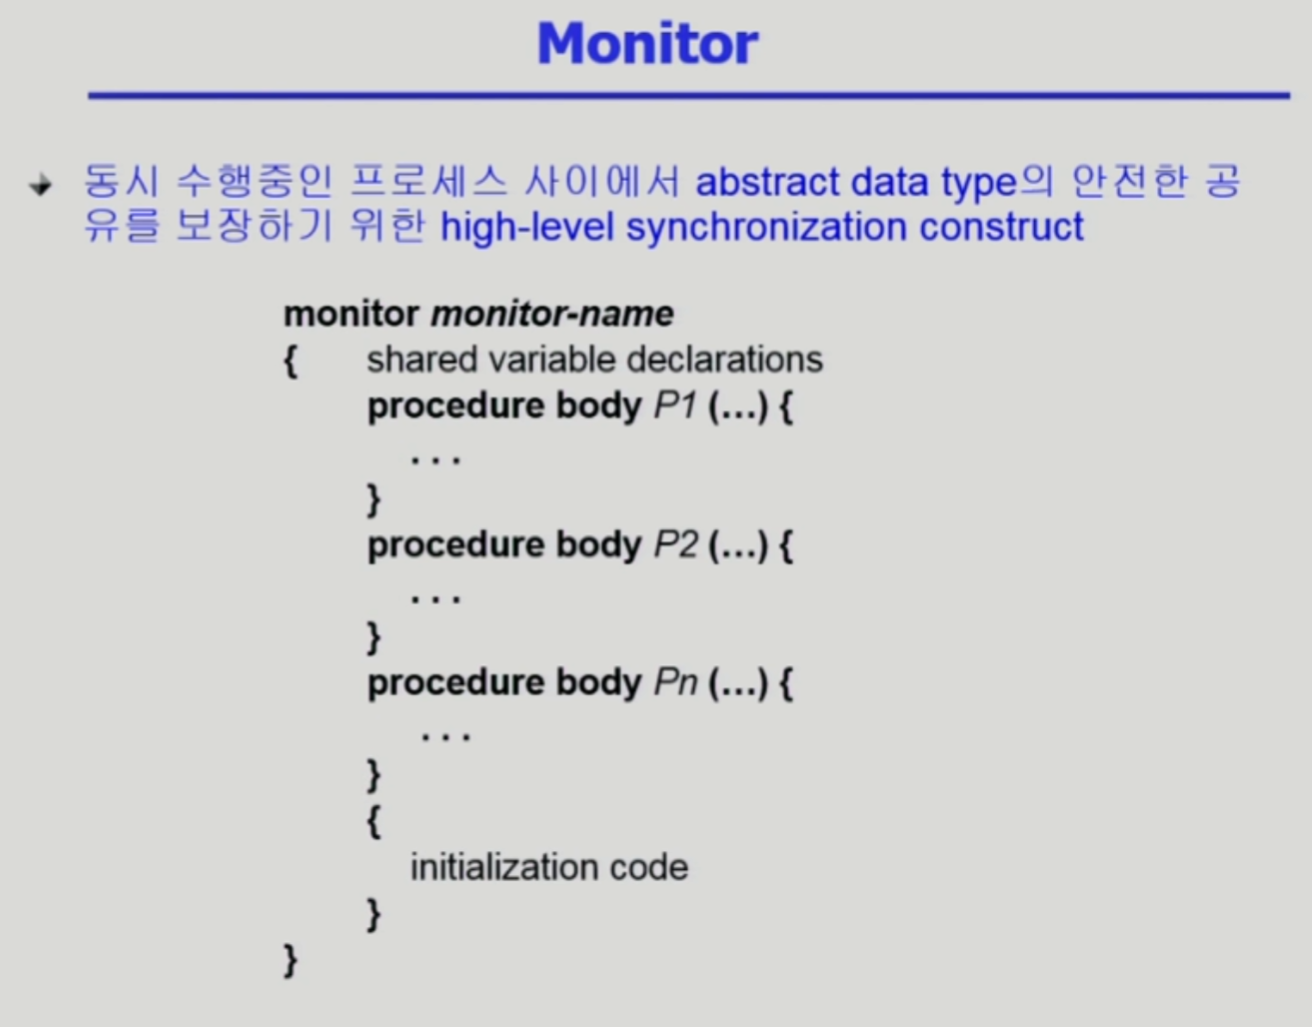 Monitor
동시 수행중인 프로세스 사이에서 abstract data type의 안전한 공
유를 보장하기 위한 high-level synchronization construct
monitor monitor-name
{ shared variable declarations
procedure body P1 (...) {
. . .
}
procedure body P2 (...) {
. . .
}
procedure body Pn (...) {
. . .
}
{
initialization code
}
}